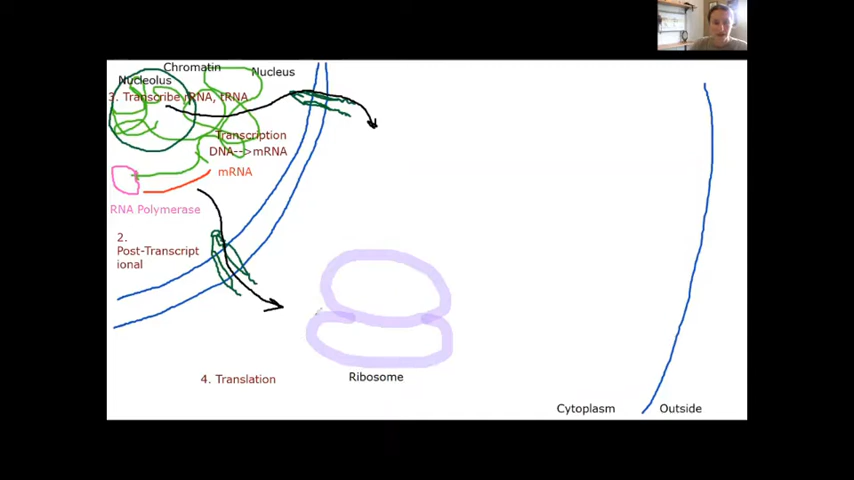 Chromatin
Nucleolus
Nucleus
3. Transcribe rRNA, tRNA
Transcription
DNA-->mRNA
mRNA
RNA Polymerase
2.
Post-Transcript
ional
4. Translation
Ribosome
Cytoplasm
Outside